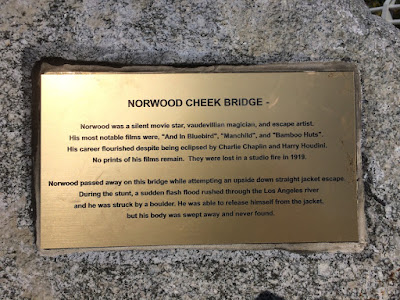 NORWOOD CHEEK BRIDGE -
Norwood was a silent movie star, vaudevillian magician, and escape artist.
His most notable films were, "And In Bluebird", "Manchild", and "Bamboo Huts".
His career flourished despite being eclipsed by Charlie Chaplin and Harry Houdini.
No prints of his films remain. They were lost in a studio fire in 1919.
Norwood passed away on this bridge while attempting an upside down straight jacket escape.
During the stunt, a sudden flash flood rushed through the Los Angeles river
and he was struck by a boulder. He was able to release himself from the jacket,
but his body was swept away and never found.